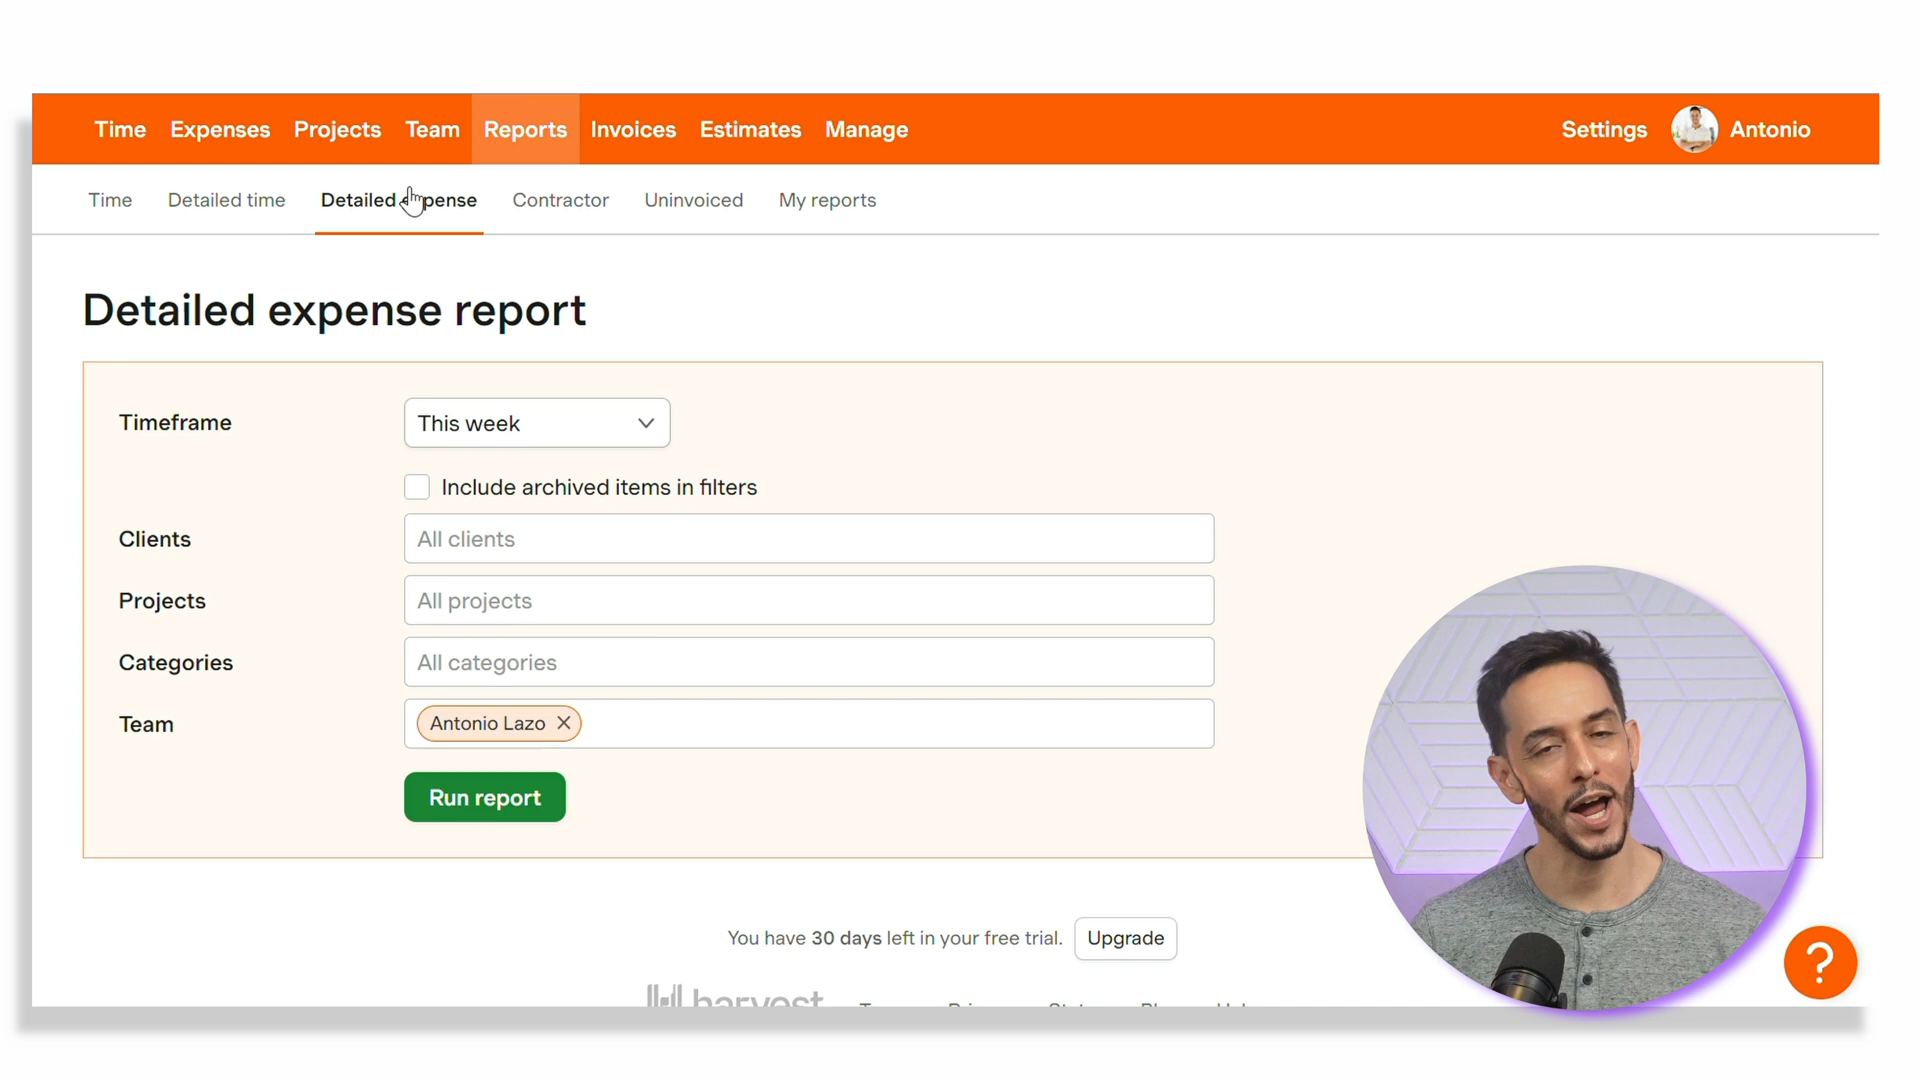 Time Expenses Projects Team Reports Invoices Estimates Manage Settings Antonio
Time Detailed time Detailed expense Contractor Uninvoiced My reports
Detailed expense report
Timeframe This week
Include archived items in filters
Clients All clients
Projects All projects
Categories All categories
Team Antonio Lazo
Run report
You have 30 days left in your free trial. Upgrade
harvest
?